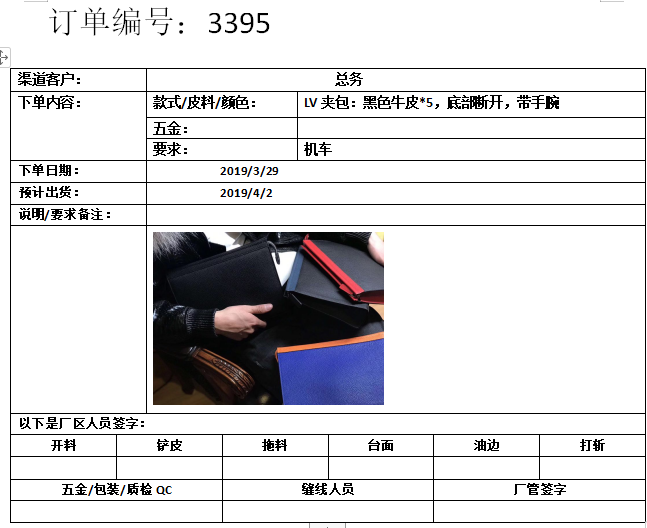 订单编号：3395
渠道客户： 总务
下单内容： 款式/皮料/颜色： LV 夹包：黑色牛皮*5，底部断开，带手腕
五金：
要求： 机车
下单日期： 2019/3/29
预计出货： 2019/4/2
说明/要求备注：
以下是厂区人员签字：
开料 铲皮 拖料 台面 油边 打斩
五金/包装/质检 QC 缝线人员 厂管签字